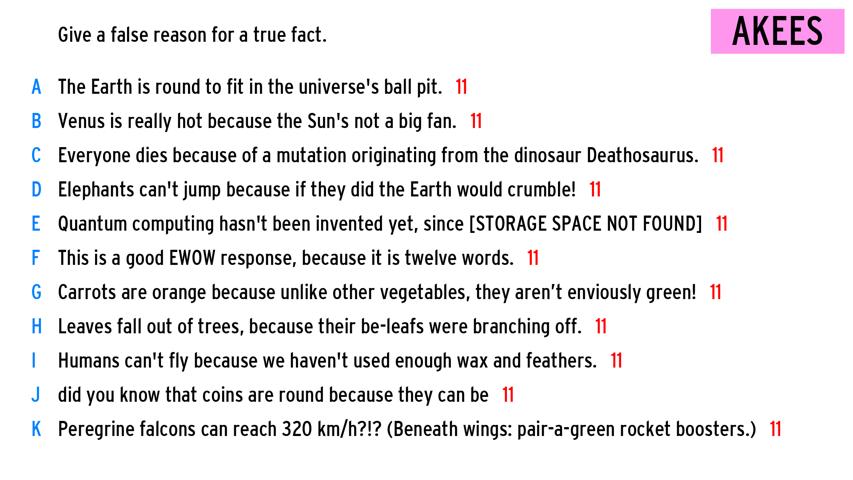 Give a false reason for a true fact.
AKEES
A The Earth is round to fit in the universe's ball pit. 11
B Venus is really hot because the Sun's not a big fan. 11
C Everyone dies because of a mutation originating from the dinosaur Deathosaurus. 11
D Elephants can't jump because if they did the Earth would crumble! 11
E Quantum computing hasn't been invented yet, since [STORAGE SPACE NOT FOUND] 11
F This is a good EWOW response, because it is twelve words. 11
G Carrots are orange because unlike other vegetables, they aren’t enviously green! 11
H Leaves fall out of trees, because their be-leafs were branching off. 11
I Humans can't fly because we haven't used enough wax and feathers. 11
J did you know that coins are round because they can be 11
K Peregrine falcons can reach 320 km/h?!? (Beneath wings: pair-a-green rocket boosters.) 11